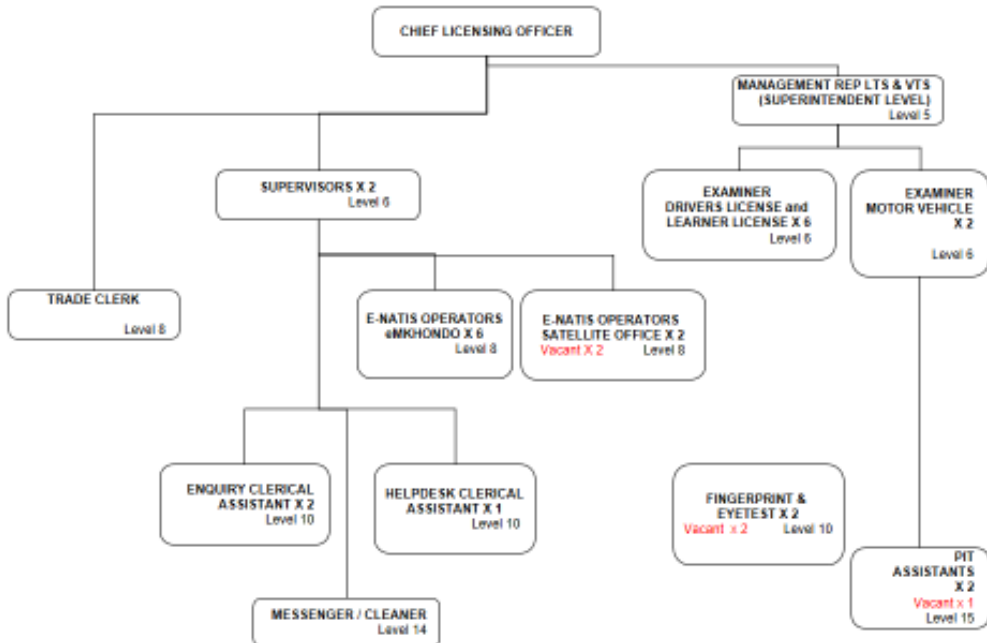 CHIEF LICENSING OFFICER
MANAGEMENT REP LTS & VTS
(SUPERINTENDENT LEVEL)
Level 5
SUPERVISORS X 2
Level 6
EXAMINER
DRIVERS LICENSE and
LEARNER LICENSE X 6
Level 6
EXAMINER
MOTOR VEHICLE
X 2
Level 6
TRADE CLERK
Level 8
E-NATIS OPERATORS
eMKHONDO X 6
Level 8
E-NATIS OPERATORS
SATELLITE OFFICE X 2
Vacant X 2 Level 8
ENQUIRY CLERICAL
ASSISTANT X 2
Level 10
HELPDESK CLERICAL
ASSISTANT X 1
Level 10
FINGERPRINT &
EYETEST X 2
Vacant x 2 Level 10
PIT
ASSISTANTS
X 2
Vacant x 1
Level 15
MESSENGER / CLEANER
Level 14